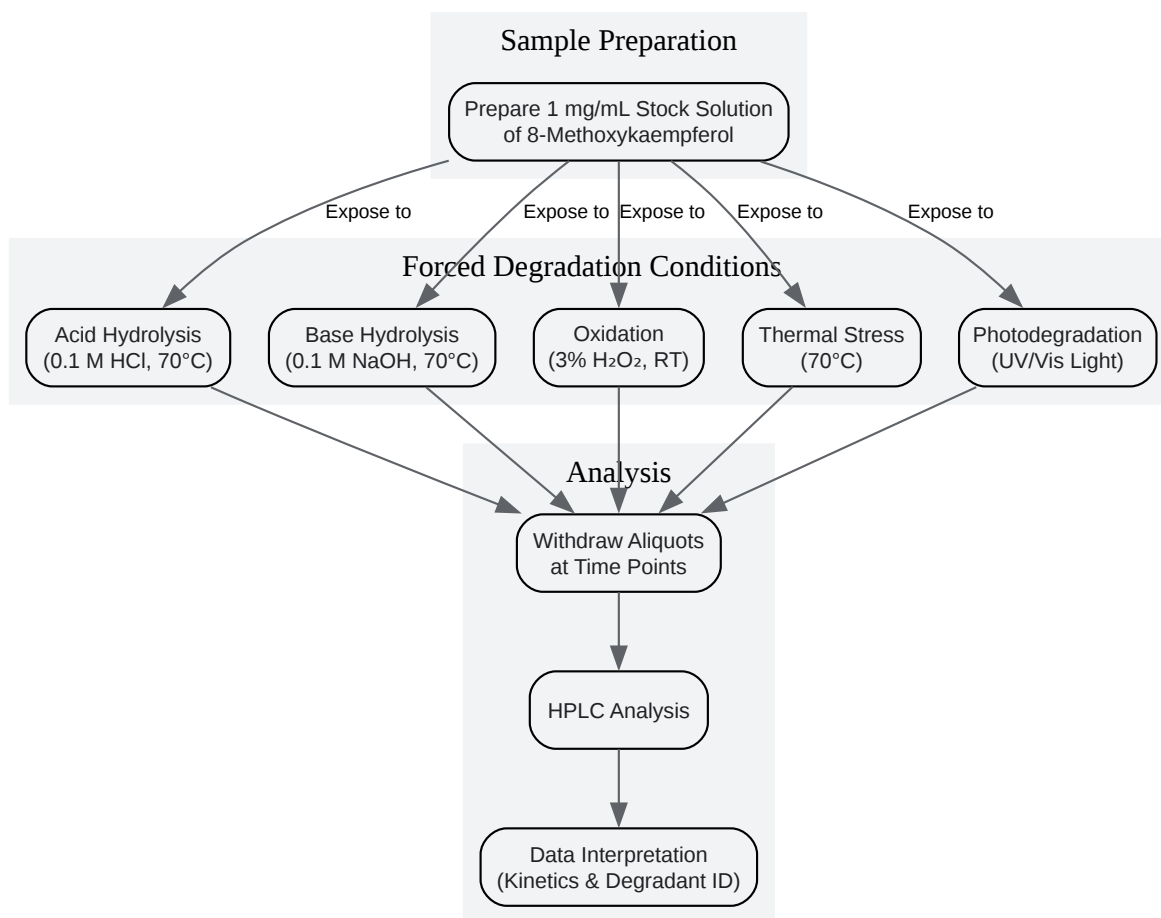 Sample Preparation
Prepare 1 mg/mL Stock Solution
of 8-Methoxykaempferol
Expose to
Expose to
Expose to
Expose to
Expose to
Forced Degradation Conditions
Acid Hydrolysis
(0.1 M HCl, 70°C)
Base Hydrolysis
(0.1 M NaOH, 70°C)
Oxidation
(3% H₂O₂, RT)
Thermal Stress
(70°C)
Photodegradation
(UV/Vis Light)
Analysis
Withdraw Aliquots
at Time Points
HPLC Analysis
Data Interpretation
(Kinetics & Degradant ID)